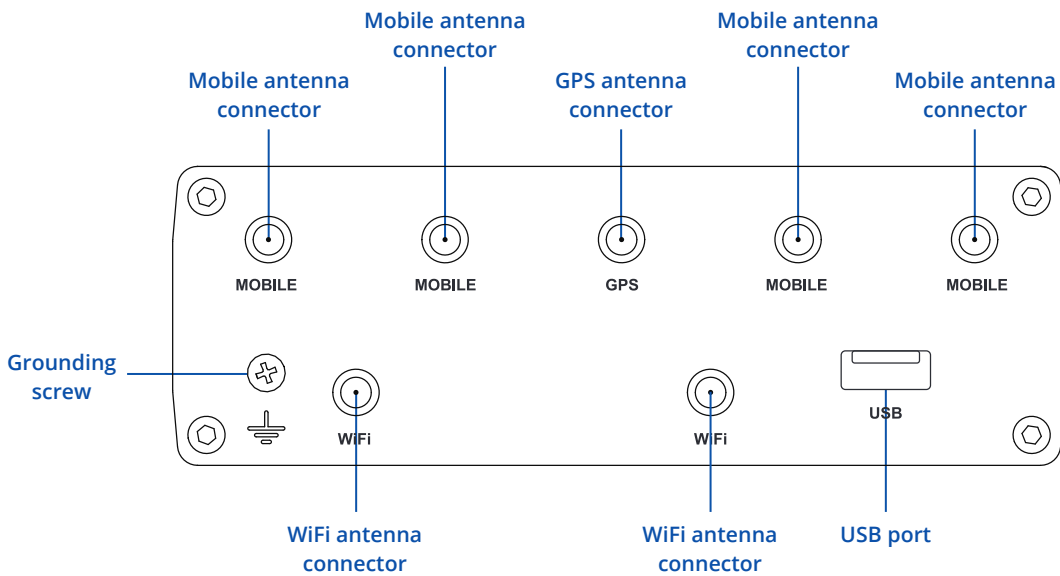 Mobile antenna
connector
Mobile antenna
connector
Mobile antenna
connector
GPS antenna
connector
Mobile antenna
connector
MOBILE
MOBILE
GPS
MOBILE
MOBILE
Grounding
screw
USB
WiFi
WiFi
WiFi antenna
connector
WiFi antenna
connector
USB port